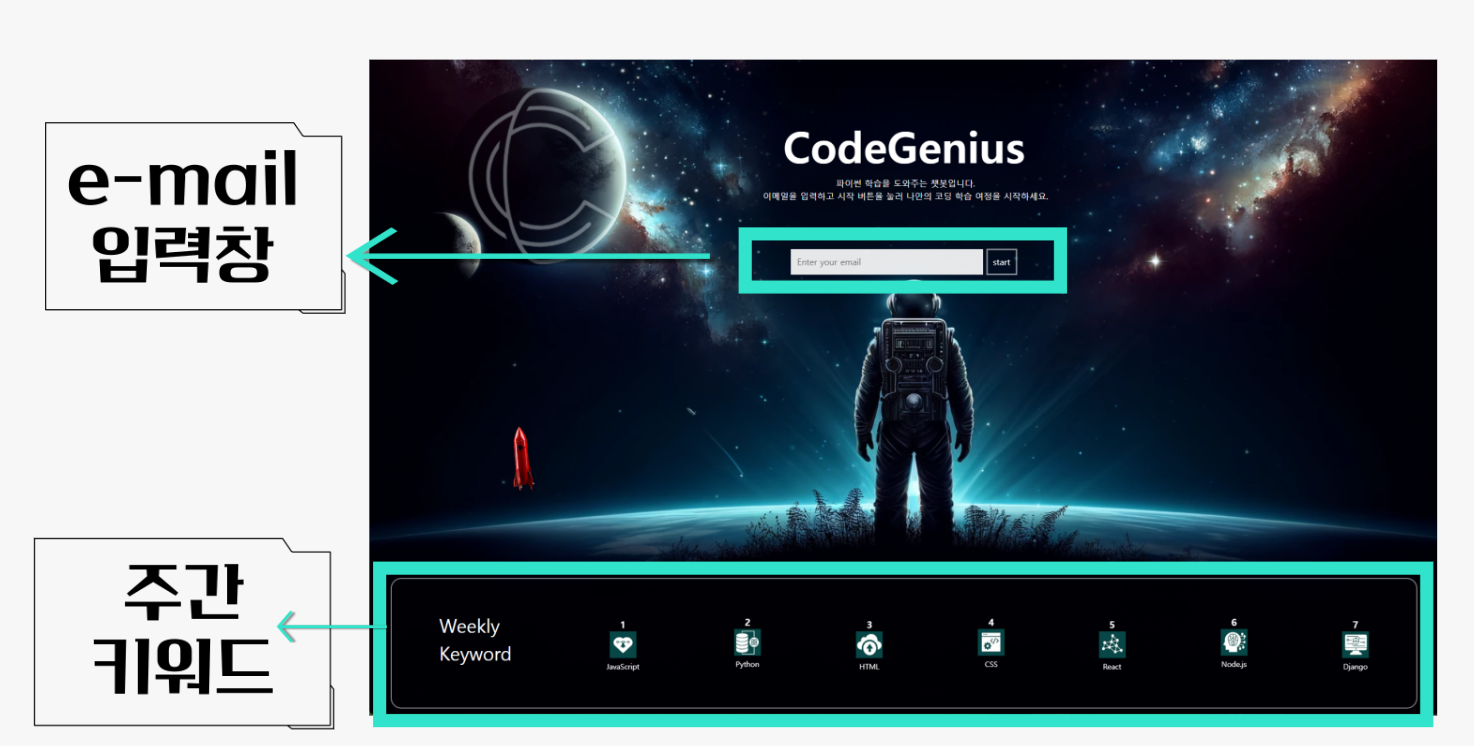 e-mail
입력창
CodeGenius
파이썬 학습을 도와주는 챗봇입니다.
이메일을 입력하고 시작 버튼을 눌러 나만의 코딩 학습 여정을 시작하세요.
Enter your email
start
주간
키워드
Weekly
Keyword
1
JavaScript
2
Python
3
HTML
4
CSS
5
React
6
Node.js
7
Django